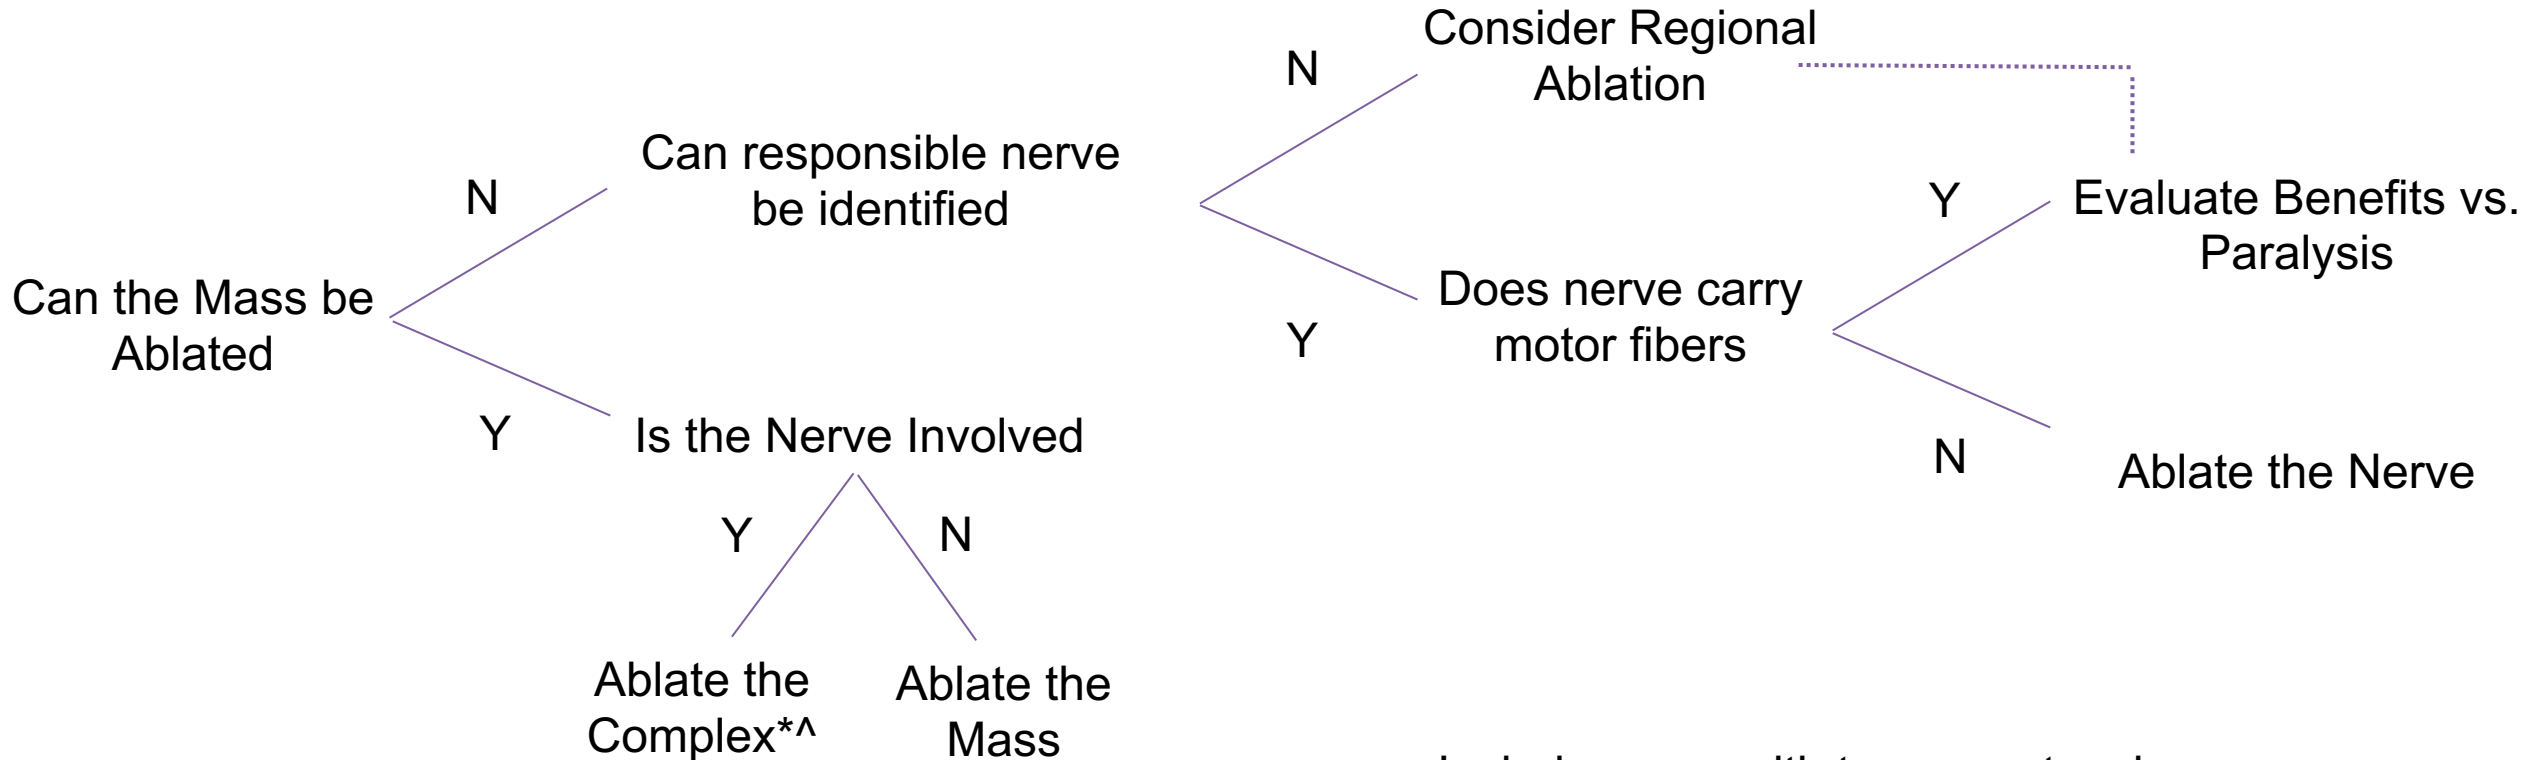 Consider Regional
Ablation
N
Can responsible nerve
be identified
N
Y
Evaluate Benefits vs.
Paralysis
Can the Mass be
Ablated
Does nerve carry
motor fibers
Y
Y
Is the Nerve Involved
N
Ablate the Nerve
Y
N
Ablate the
Complex*^
Ablate the
Mass